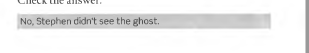 Check the answer.
No, Stephen didn't see the ghost.